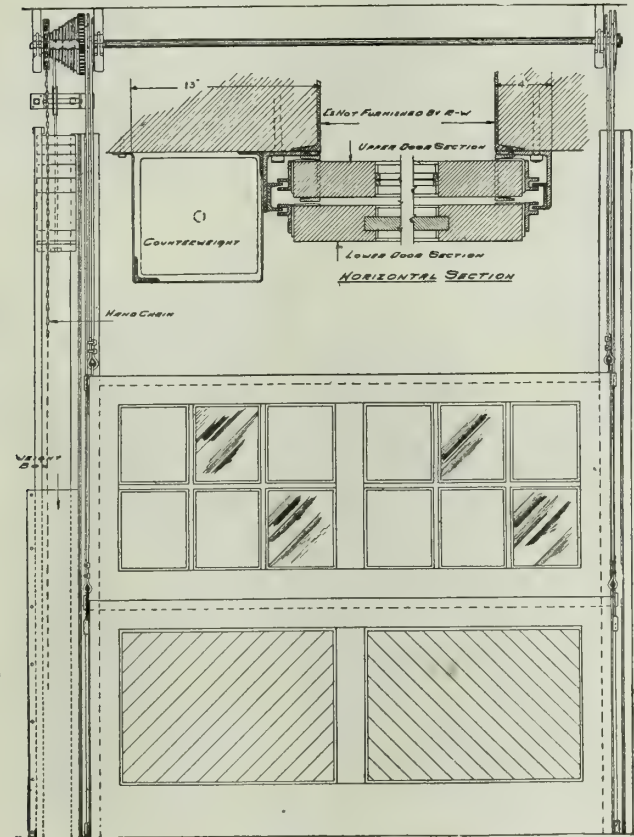 13"
4"
[s Not Furnished By R-W
Upper Door Section
Counterweight
Lower Door Section
Horizontal Section
Hand Chain
Weight
Box